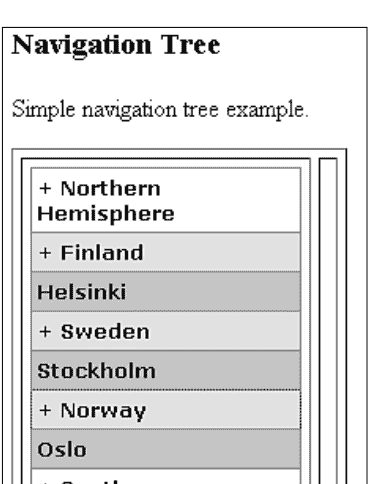 Navigation Tree
Simple navigation tree example.
+ Northern
Hemisphere
+ Finland
Helsinki
+ Sweden
Stockholm
+ Norway
Oslo